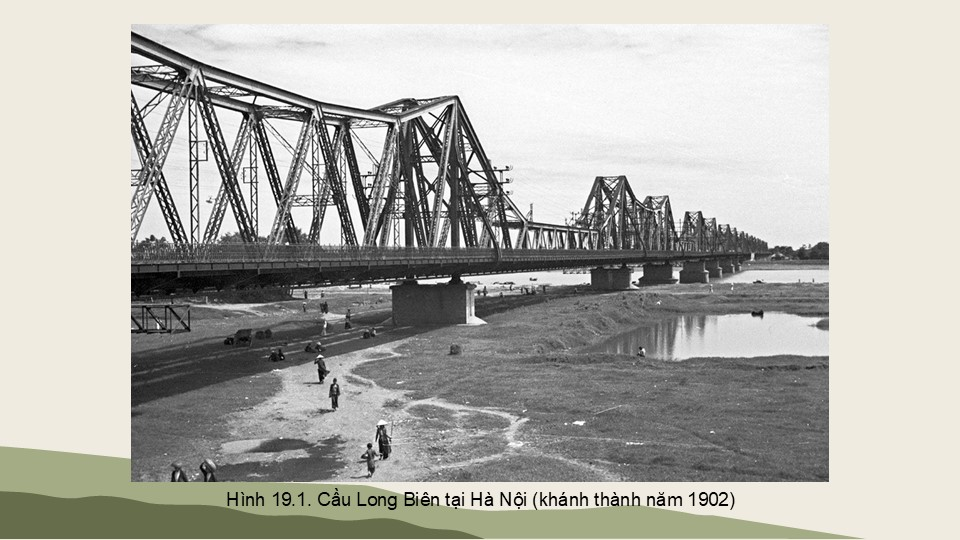 Hình 19.1. Cầu Long Biên tại Hà Nội (khánh thành năm 1902)